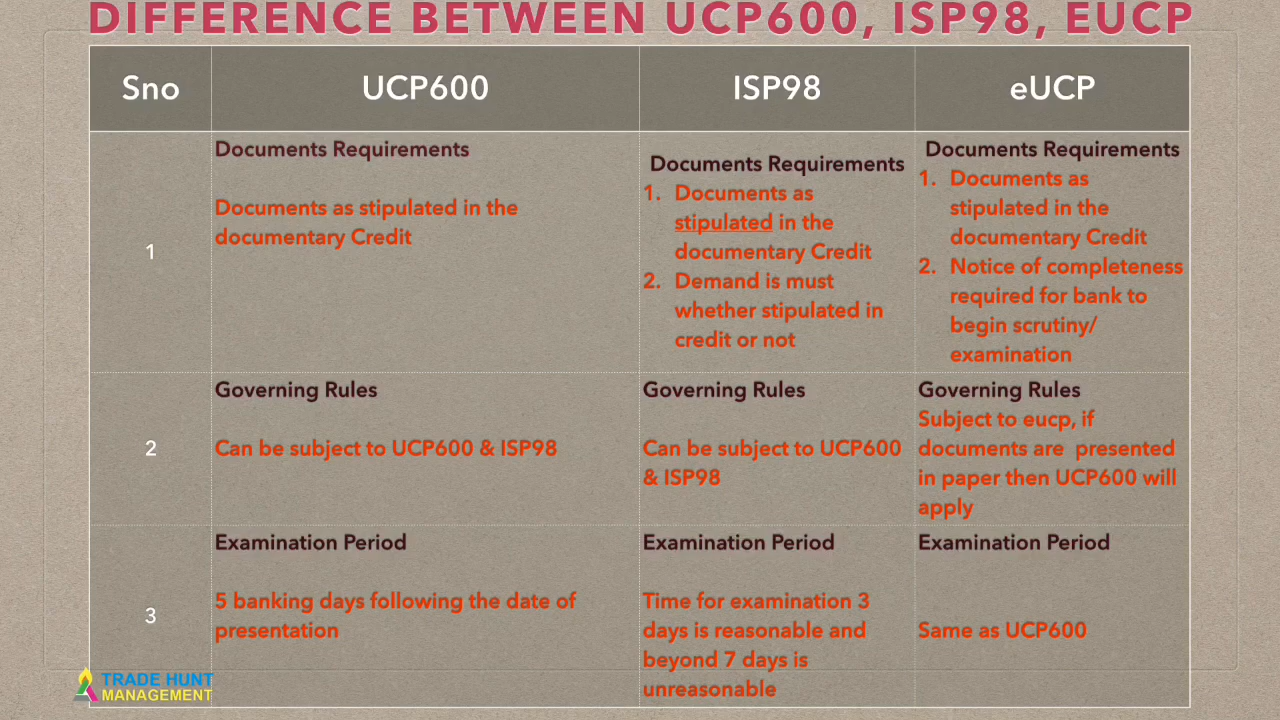 DIFFERENCE BETWEEN UCP600, ISP98, EUCP
Sno
UCP600
ISP98
eUCP
1
Documents Requirements
Documents as stipulated in the
documentary Credit
Documents Requirements
1. Documents as
stipulated in the
documentary Credit
2. Demand is must
whether stipulated in
credit or not
Documents Requirements
1. Documents as
stipulated in the
documentary Credit
2. Notice of completeness
required for bank to
begin scrutiny/
examination
2
Governing Rules
Can be subject to UCP600 & ISP98
Governing Rules
Can be subject to UCP600
& ISP98
Governing Rules
Subject to eucp, if
documents are presented
in paper then UCP600 will
apply
3
Examination Period
5 banking days following the date of
presentation
Examination Period
Time for examination 3
days is reasonable and
beyond 7 days is
unreasonable
Examination Period
Same as UCP600
TRADE HUNT
MANAGEMENT